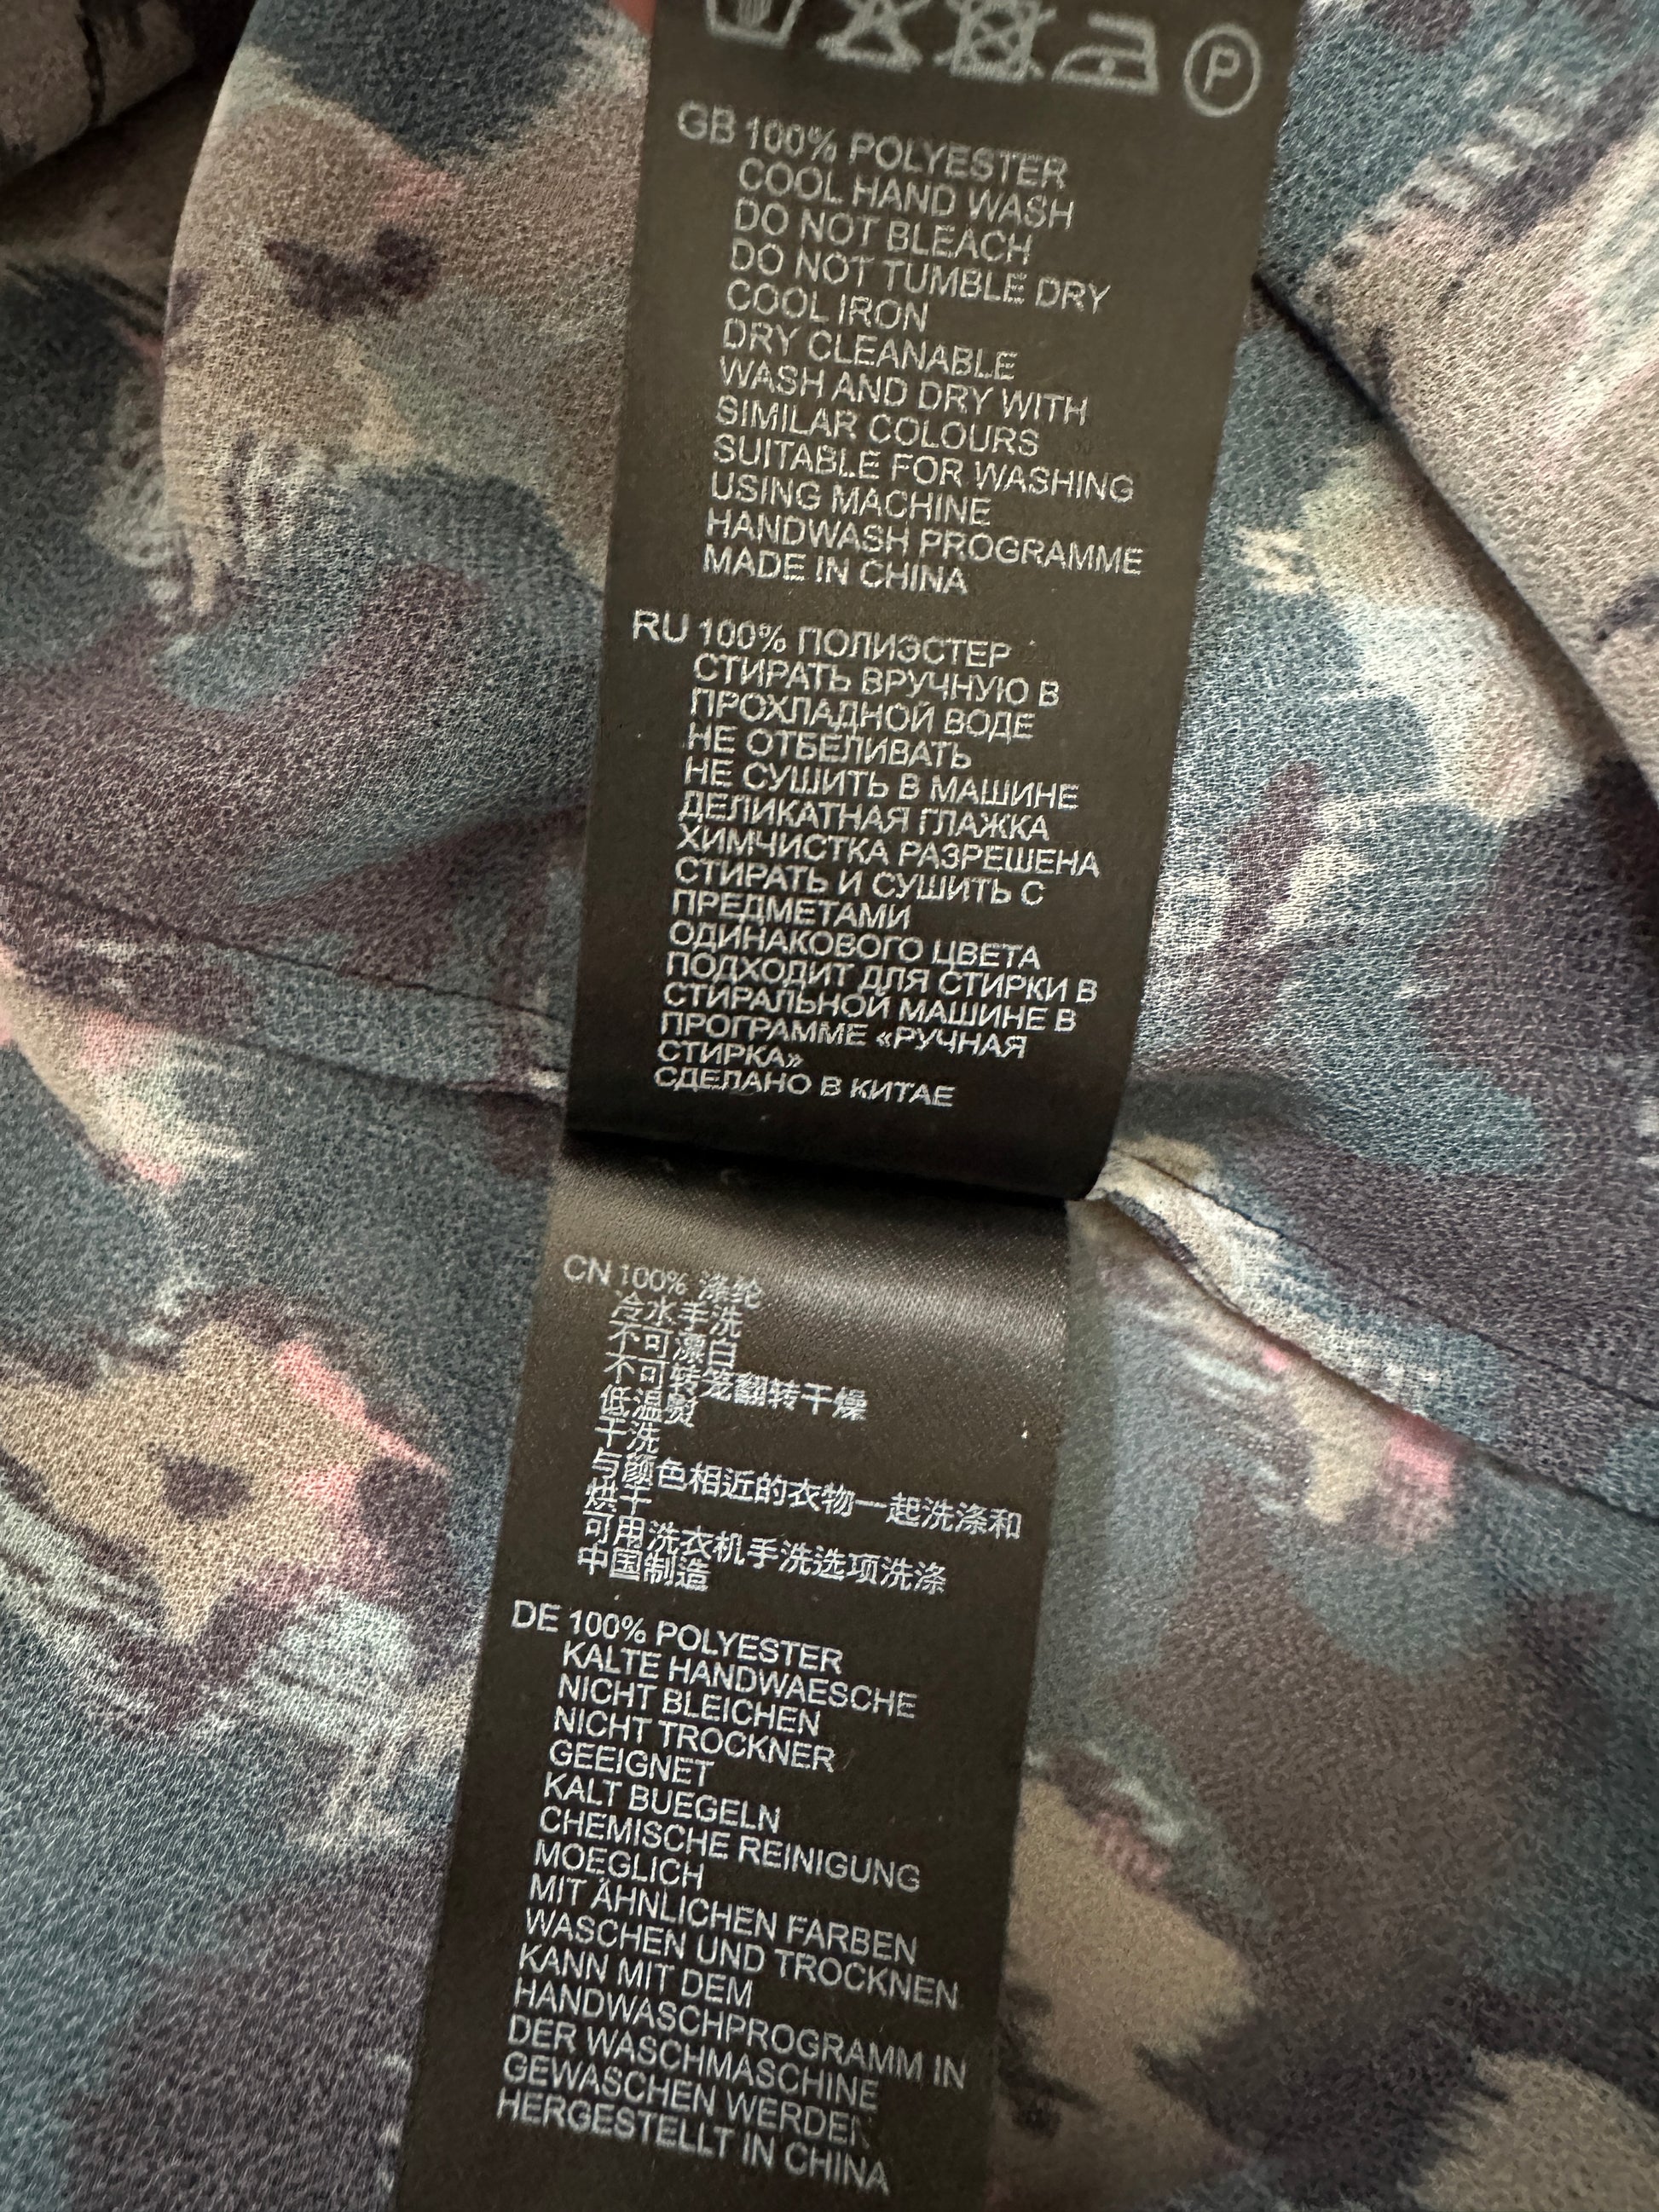 P
GB 100% POLYESTER
COOL HAND WASH
DO NOT BLEACH
DO NOT TUMBLE DRY
COOL IRON
DRY CLEANABLE
WASH AND DRY WITH
SIMILAR COLOURS
SUITABLE FOR WASHING
USING MACHINE
HANDWASH PROGRAMME
MADE IN CHINA
RU 100% ПОЛИЭСТЕР
СТИРАТЬ ВРУЧНУЮ В
ПРОХЛАДНОЙ ВОДЕ
НЕ ОТБЕЛИВАТЬ
НЕ СУШИТЬ В МАШИНЕ
ДЕЛИКАТНАЯ ГЛАЖКА
ХИМЧИСТКА РАЗРЕШЕНА
СТИРАТЬ И СУШИТЬ С
ПРЕДМЕТАМИ
ОДИНАКОВОГО ЦВЕТА
ПОДХОДИТ ДЛЯ СТИРКИ В
СТИРАЛЬНОЙ МАШИНЕ В
ПРОГРАММЕ «РУЧНАЯ
СТИРКА»
СДЕЛАНО В КИТАЕ
CN 100% 涤纶
冷水手洗
不可漂白
不可转笼翻转干燥
低温熨
干洗
与颜色相近的衣物一起洗涤和
烘干
可用洗衣机手洗选项洗涤
中国制造
DE 100% POLYESTER
KALTE HANDWAESCHE
NICHT BLEICHEN
NICHT TROCKNER
GEEIGNET
KALT BUEGELN
CHEMISCHE REINIGUNG
MOEGLICH
MIT ÄHNLICHEN FARBEN
WASCHEN UND TROCKNEN
KANN MIT DEM
HANDWASCHPROGRAMM IN
DER WASCHMASCHINE
GEWASCHEN WERDEN
HERGESTELLT IN CHINA